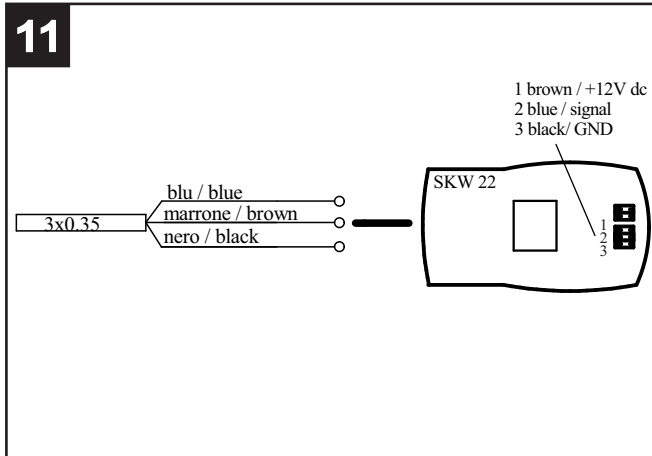 11
1 brown / +12V dc
2 blue / signal
3 black/ GND
SKW 22
blu / blue
marrone / brown
nero / black
3x0.35
1
2
3